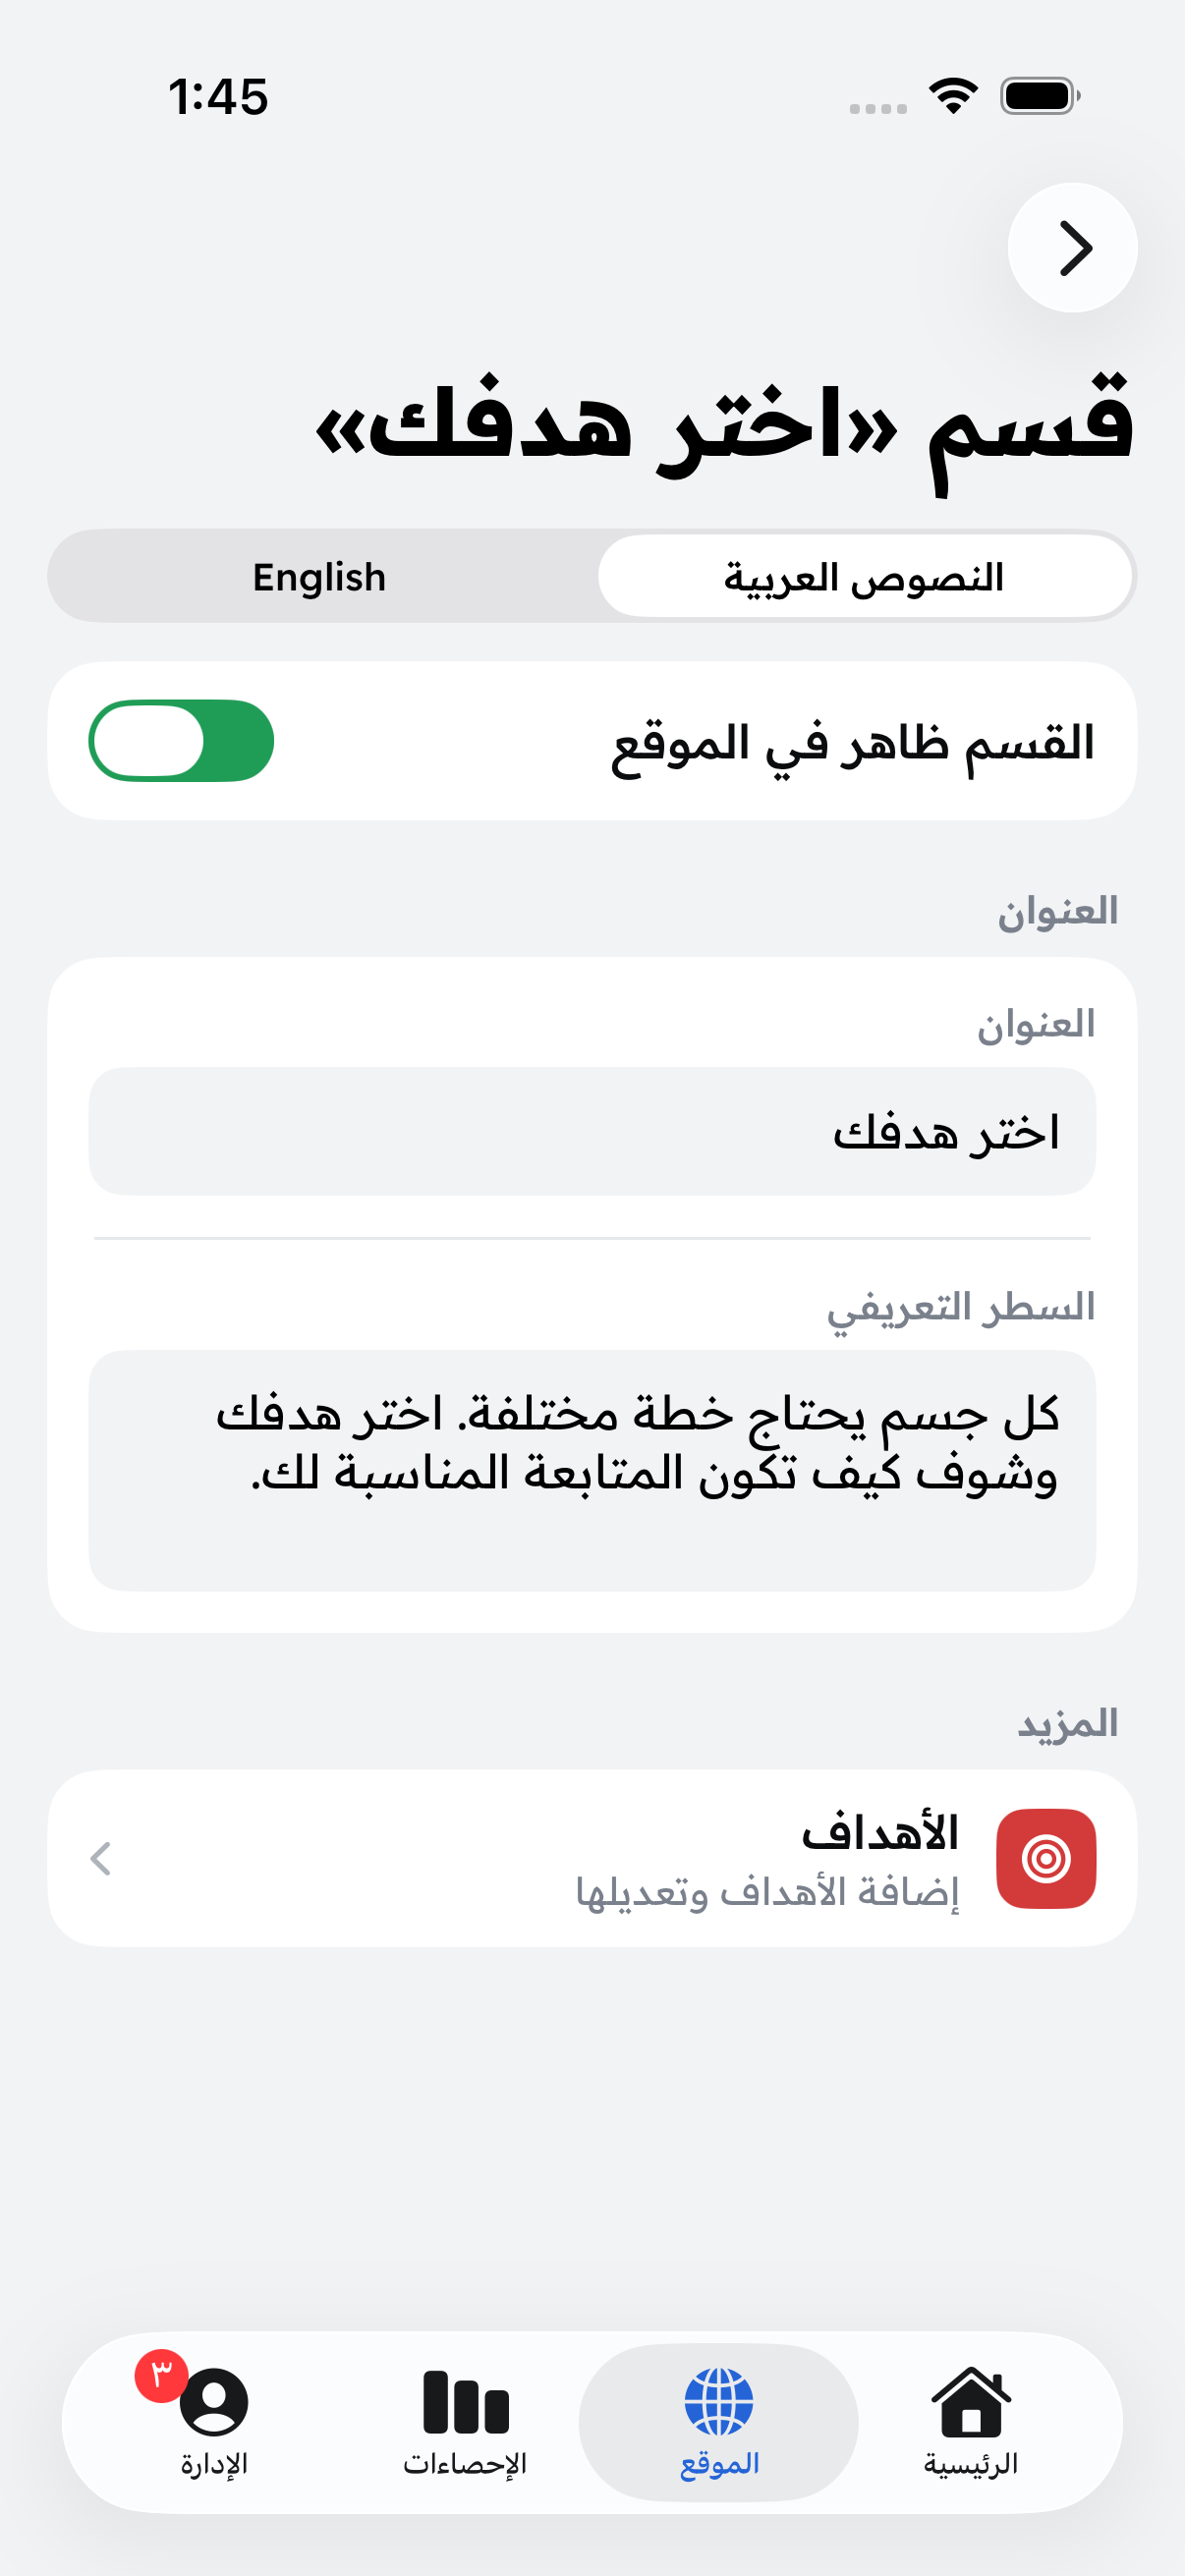 1:45
قسم «اختر هدفك»
النصوص العربية
English
القسم ظاهر في الموقع
العنوان
العنوان
اختر هدفك
السطر التعريفي
كل جسم يحتاج خطة مختلفة. اختر هدفك
وشوف كيف تكون المتابعة المناسبة لك.
المزيد
الأهداف
إضافة الأهداف وتعديلها
الرئيسية
الموقع
الإحصاءات
٣
الإدارة